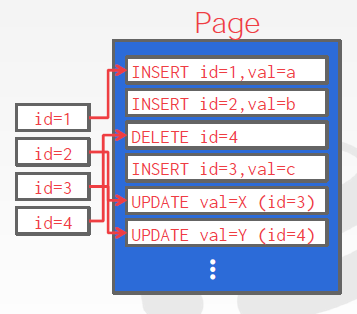 Page
INSERT id=1,val=a
INSERT id=2,val=b
DELETE id=4
INSERT id=3,val=c
UPDATE val=X (id=3)
UPDATE val=Y (id=4)
id=1
id=2
id=3
id=4